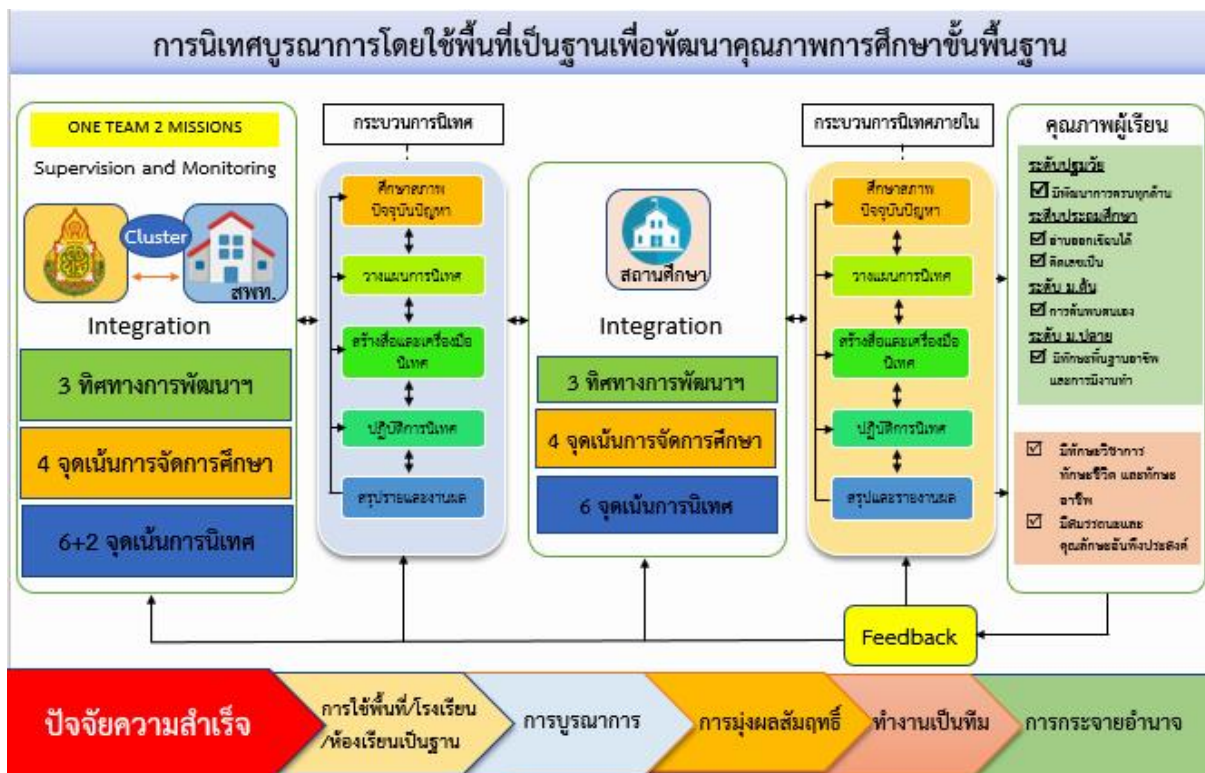 การนิเทศบูรณาการโดยใช้พื้นที่เป็นฐานเพื่อพัฒนาคุณภาพการศึกษาขั้นพื้นฐาน
ONE TEAM 2 MISSIONS
Supervision and Monitoring
Cluster
สพท.
Integration
3 ทิศทางการพัฒนาฯ
4 จุดเน้นการจัดการศึกษา
6+2 จุดเน้นการนิเทศ
กระบวนการนิเทศ
ศึกษาสภาพ
ปัจจุบันปัญหา
วางแผนการนิเทศ
สร้างสื่อและเครื่องมือ
นิเทศ
ปฏิบัติการนิเทศ
สรุปรายและงานผล
สถานศึกษา
Integration
3 ทิศทางการพัฒนาฯ
4 จุดเน้นการจัดการศึกษา
6 จุดเน้นการนิเทศ
กระบวนการนิเทศภายใน
ศึกษาสภาพ
ปัจจุบันปัญหา
วางแผนการนิเทศ
สร้างสื่อและเครื่องมือ
นิเทศ
ปฏิบัติการนิเทศ
สรุปและรายงานผล
คุณภาพผู้เรียน
ระดับปฐมวัย
มีพัฒนาการครบทุกด้าน
ระดับประถมศึกษา
อ่านออกเขียนได้
คิดเลขเป็น
ระดับ ม.ต้น
การค้นพบตนเอง
ระดับ ม.ปลาย
มีทักษะพื้นฐานอาชีพ
และการมีงานทำ
มีทักษะวิชาการ
ทักษะชีวิต และทักษะ
อาชีพ
มีสมรรถนะและ
คุณลักษะอันพึงประสงค์
Feedback
ปัจจัยความสำเร็จ
การใช้พื้นที่/โรงเรียน
/ห้องเรียนเป็นฐาน
การบูรณาการ
การมุ่งผลสัมฤทธิ์
ทำงานเป็นทีม
การกระจายอำนาจ